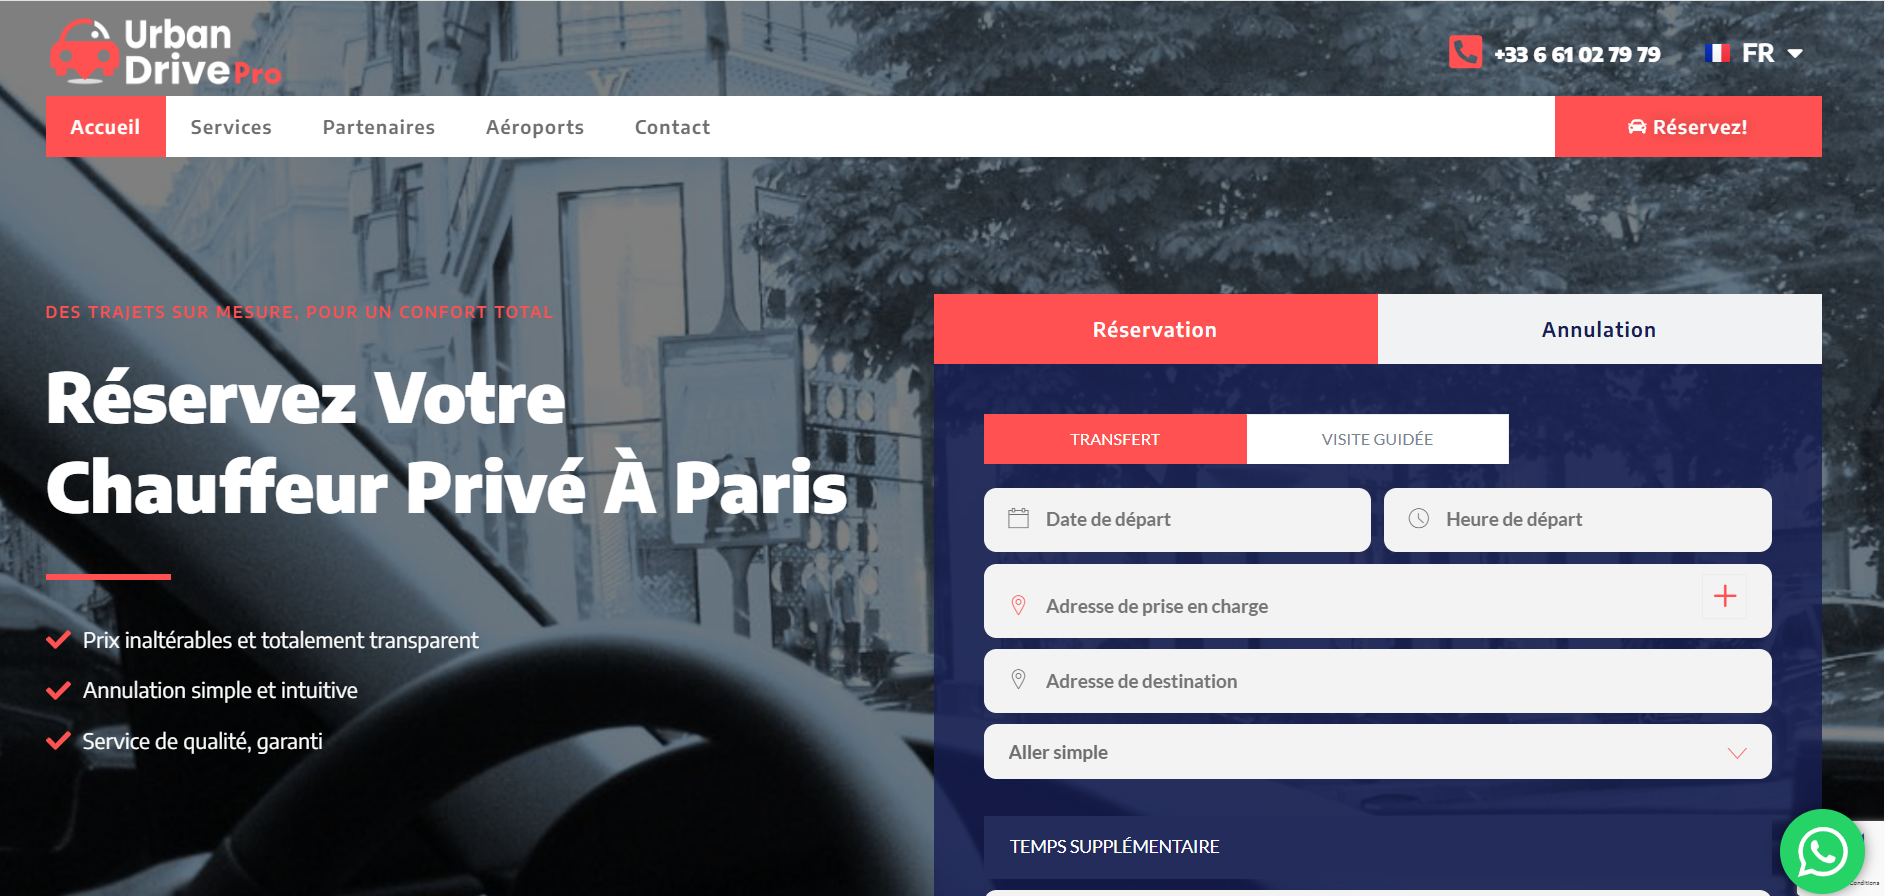 Urban
Drive Pro
+33 6 61 02 79 79
FR
Accueil
Services
Partenaires
Aéroports
Contact
Réservez!
DES TRAJETS SUR MESURE, POUR UN CONFORT TOTAL
Réservez Votre
Chauffeur Privé À Paris
Prix inaltérables et totalement transparent
Annulation simple et intuitive
Service de qualité, garanti
Réservation
Annulation
TRANSFERT
VISITE GUIDÉE
Date de départ
Heure de départ
Adresse de prise en charge
Adresse de destination
Aller simple
TEMPS SUPPLÉMENTAIRE
Conditions